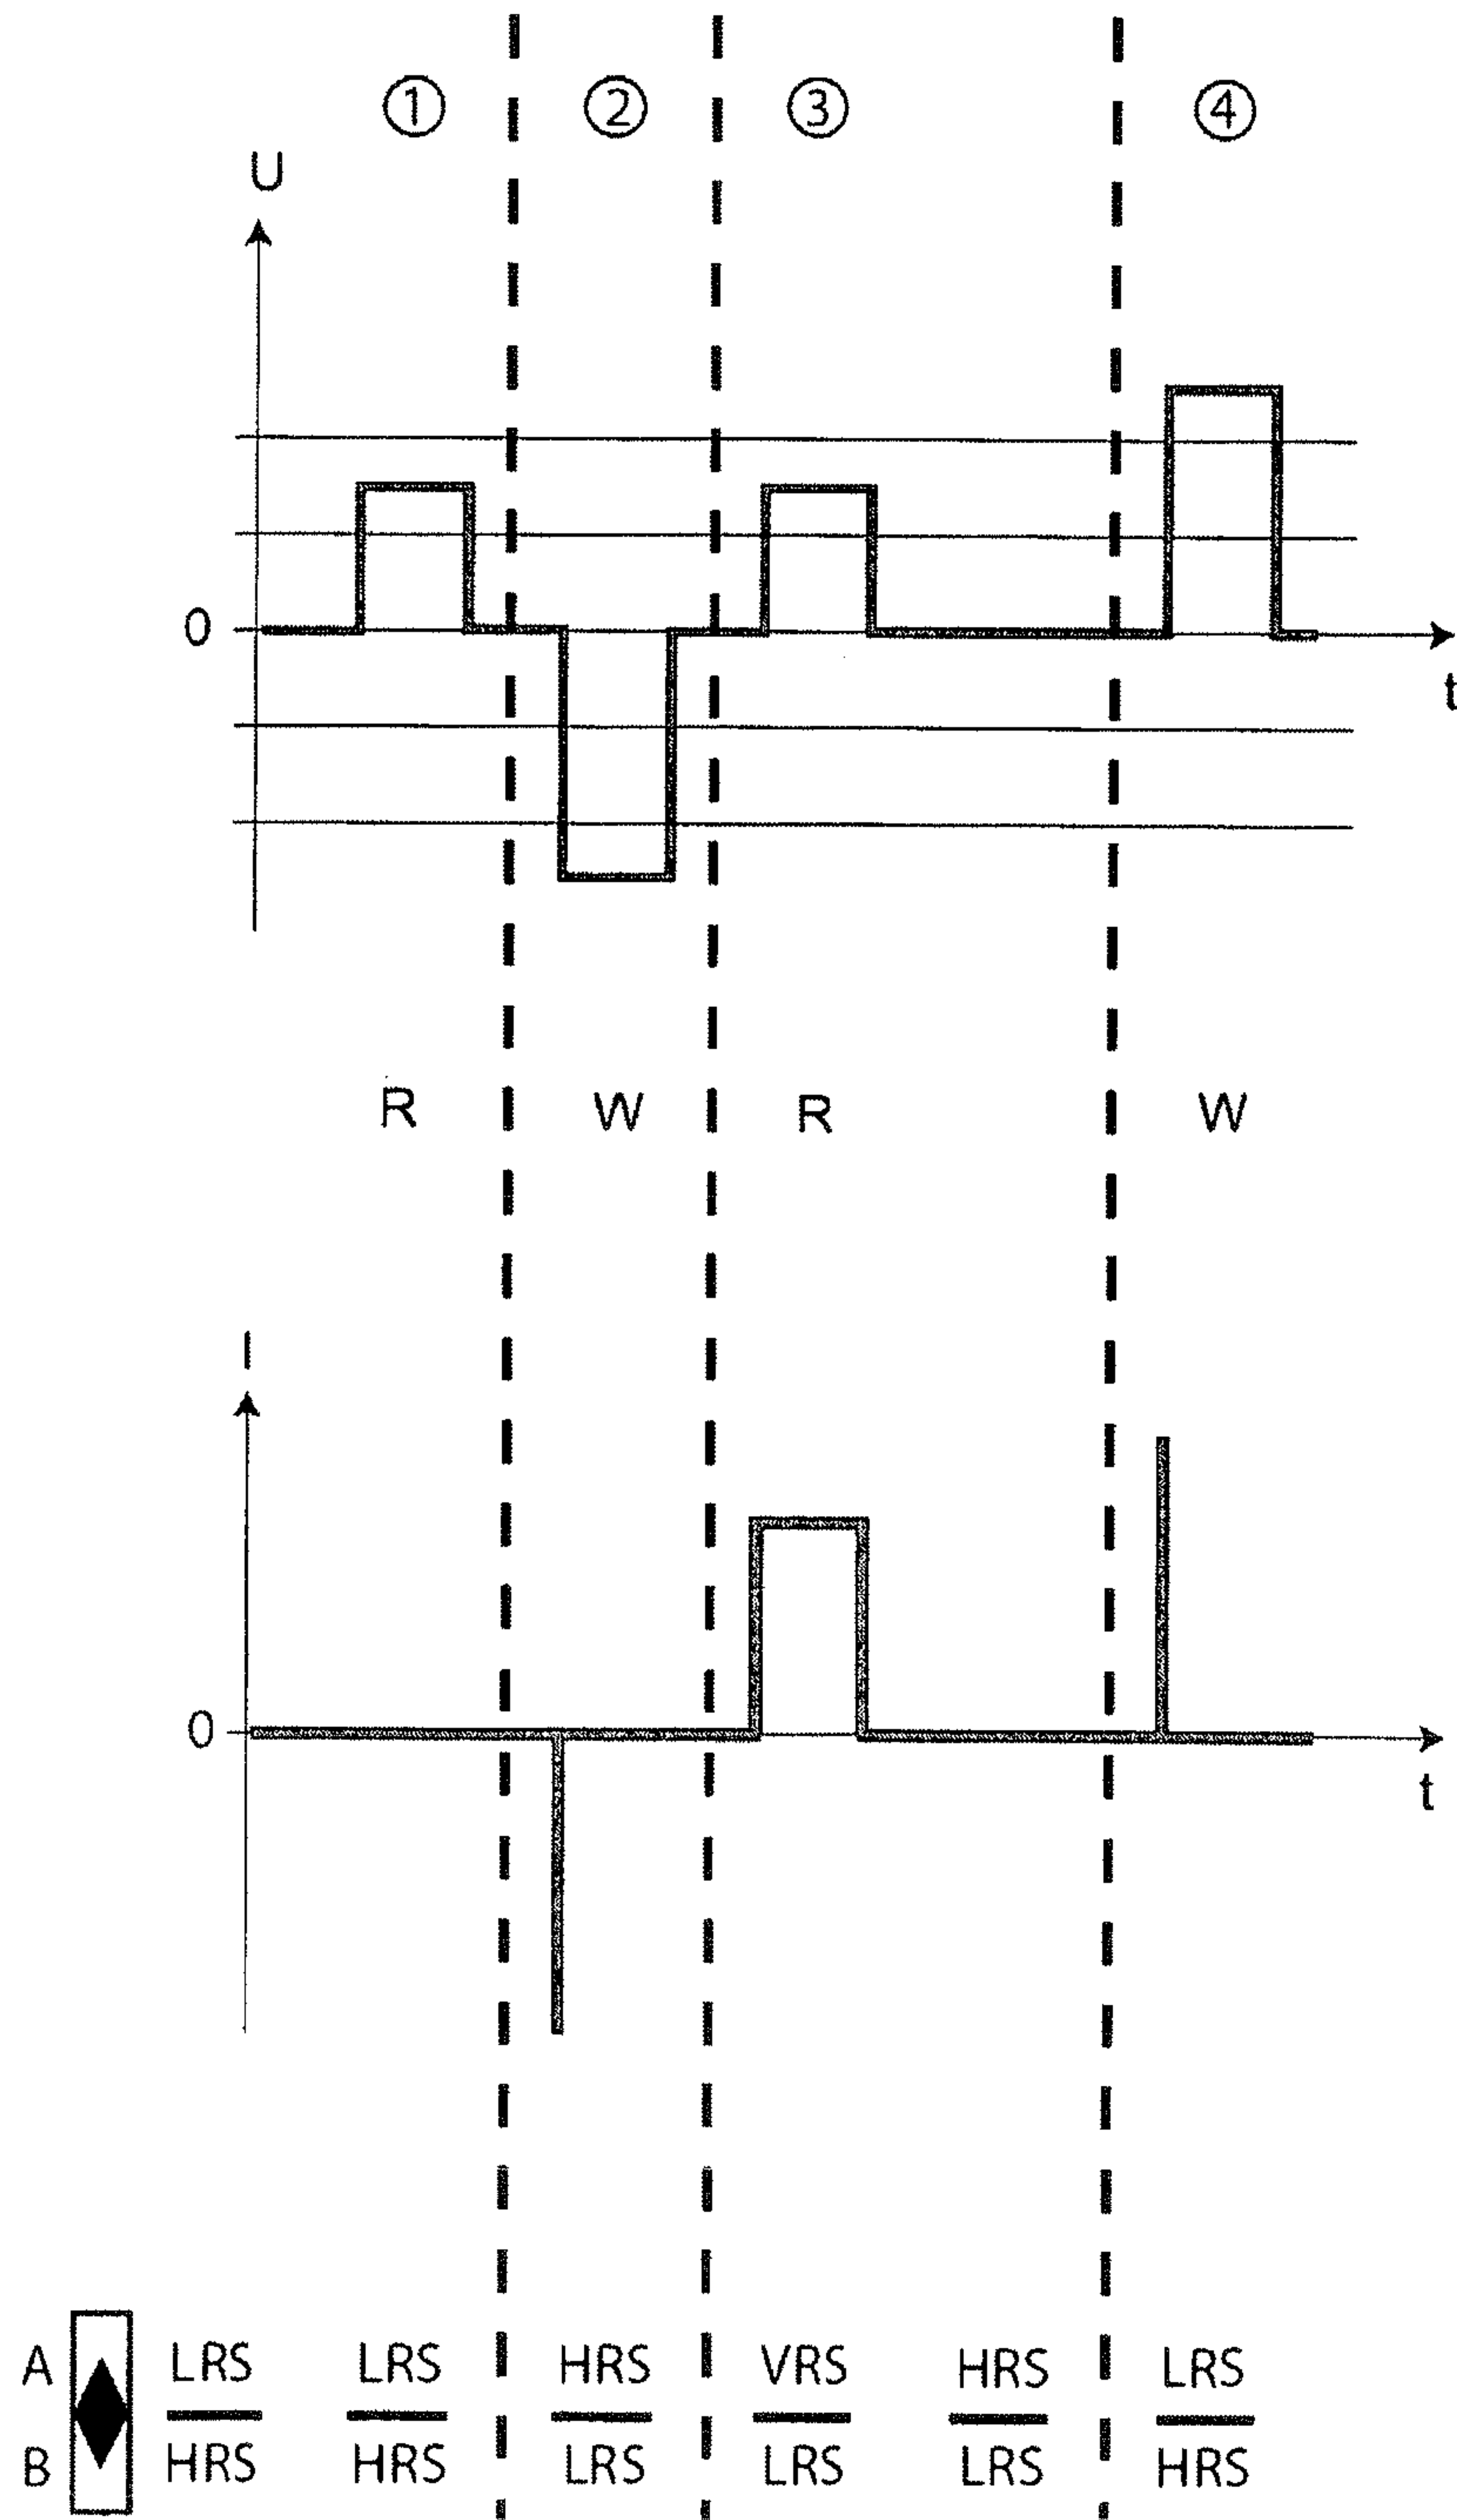 ① ② ③ ④
U
0
t
R W R W
I
0
t
A LRS LRS HRS VRS HRS LRS
B HRS HRS LRS LRS LRS HRS